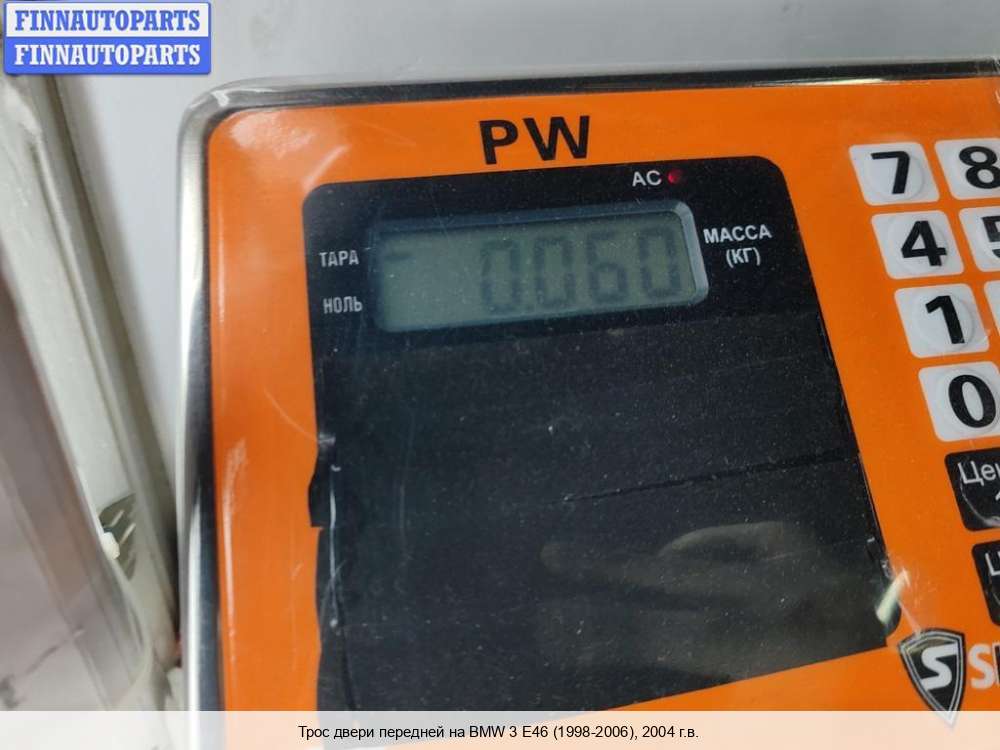 FINNAUTOPARTS
FINNAUTOPARTS
PW
AC
ТАРА
НОЛЬ
0.060
МАССА
(КГ)
7 8
4 5
1
0
S
Трос двери передней на BMW 3 E46 (1998-2006), 2004 г.в.